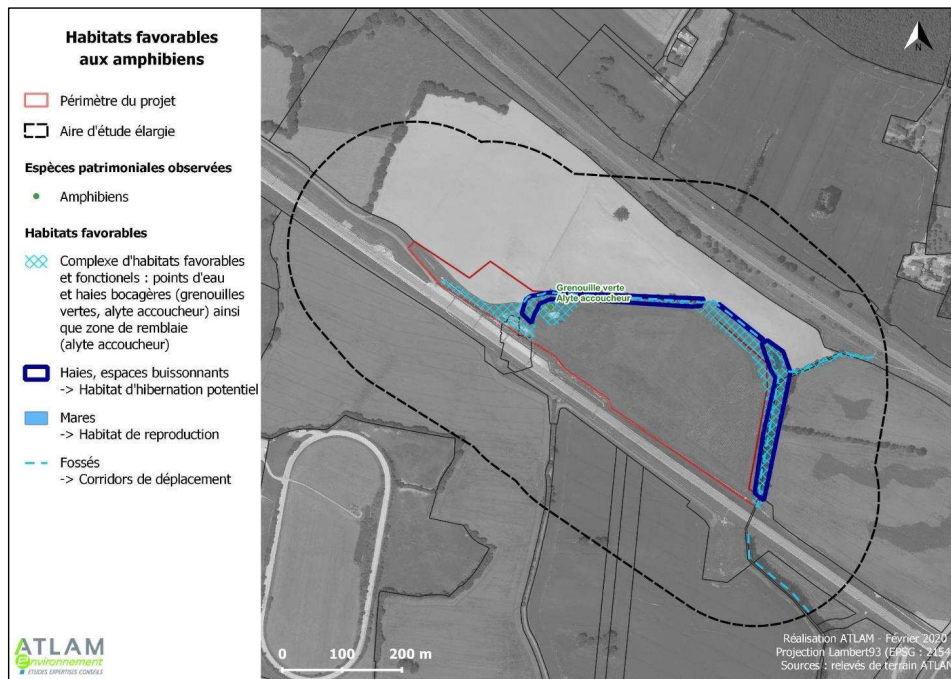 Habitats favorables
aux amphibiens
Périmètre du projet
Aire d'étude élargie
Espèces patrimoniales observées
Amphibiens
Habitats favorables
Complexe d'habitats favorables
et fonctionels : points d'eau
et haies bocagères (grenouilles
vertes, alyte accoucheur) ainsi
que zone de remblaie
(alyte accoucheur)
Haies, espaces buissonnants
-> Habitat d'hibernation potentiel
Mares
-> Habitat de reproduction
Fossés
-> Corridors de déplacement
ATLAM
Environnement
ETUDES EXPERTISES CONSEILS
N
Grenouille verte
Alyte accoucheur
0 100 200 m
Réalisation ATLAM - Février 2020
Projection Lambert93 (EPSG : 2154
Sources : relevés de terrain ATLAM